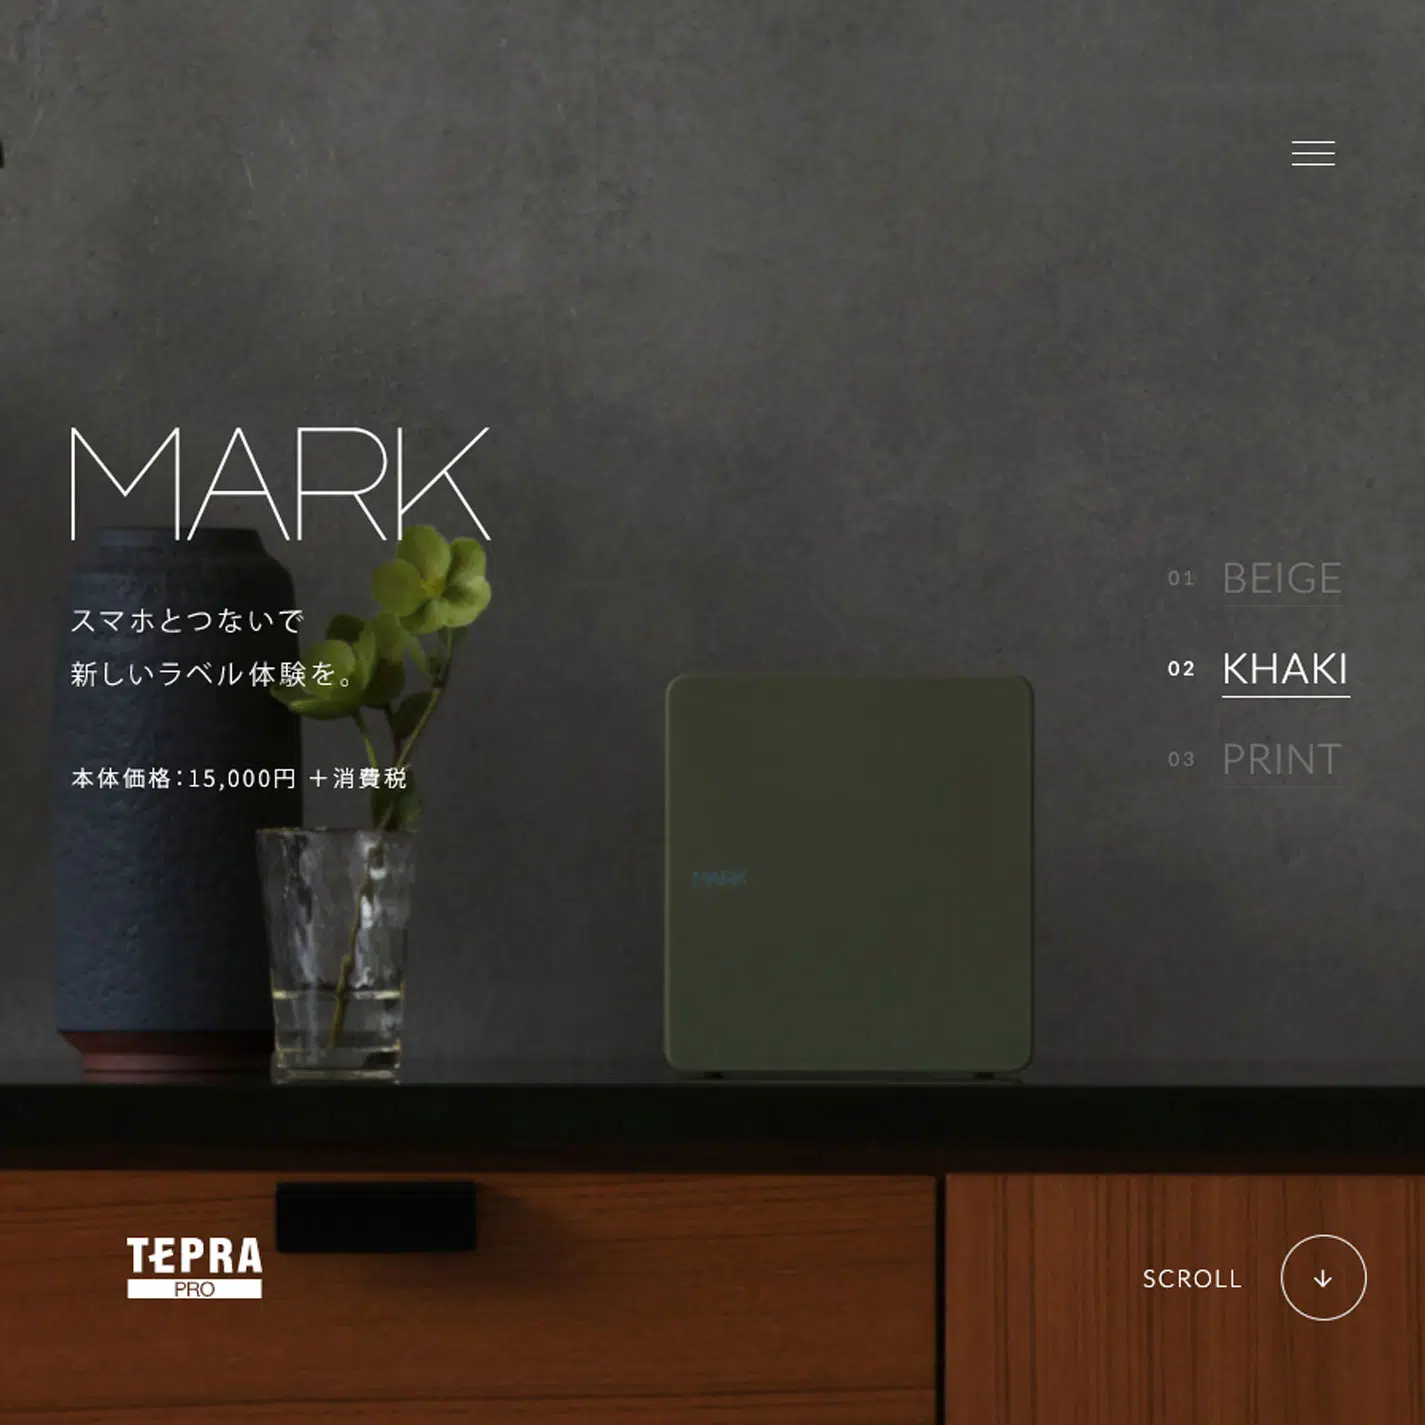 MARK
スマホとつないで
新しいラベル体験を。
本体価格：15,000円 ＋消費税
01 BEIGE
02 KHAKI
03 PRINT
MARK
TEPRA
PRO
SCROLL